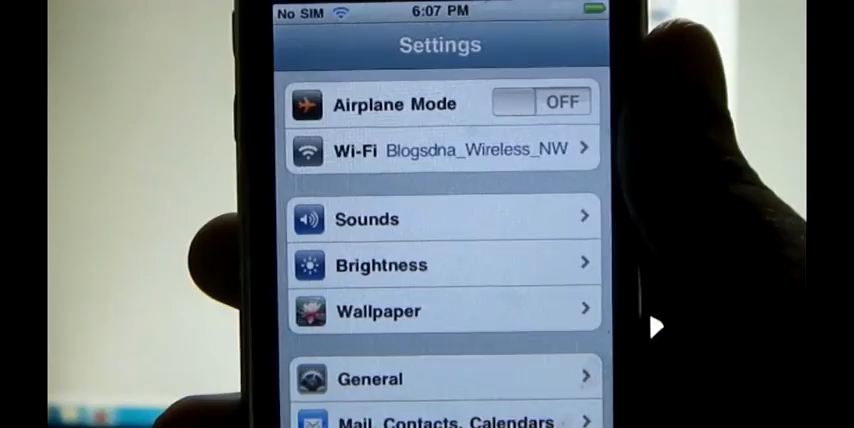 No SIM 6:07 PM
Settings
Airplane Mode OFF
Wi-Fi Blogsdna_Wireless_NW
Sounds
Brightness
Wallpaper
General
Mail, Contacts, Calendars